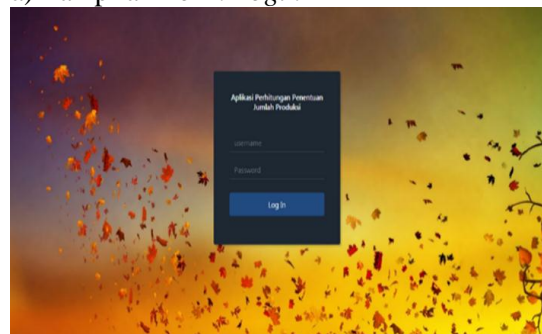 Aplikasi Perhitungan Penentuan
Jumlah Produksi
username
Password
Log In